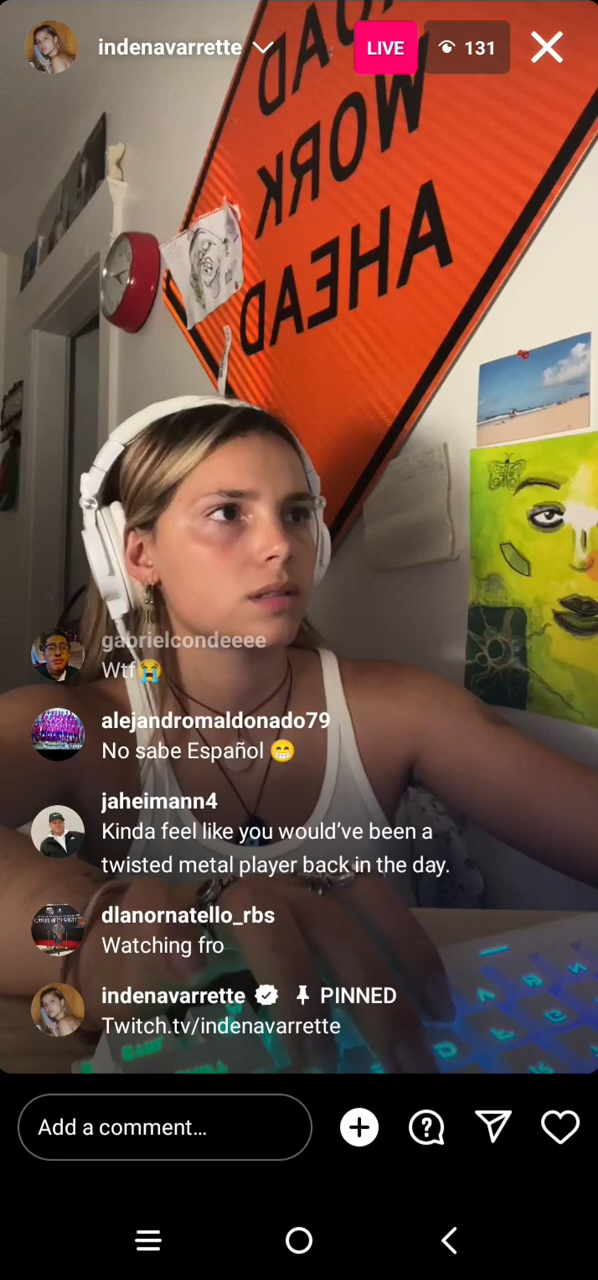 indenavarrette
LIVE
131
ROAD
WORK
AHEAD
gabrielcondeeee
Wtf😭
alejandromaldonado79
No sabe Español 😁
jaheimann4
Kinda feel like you would’ve been a
twisted metal player back in the day.
dlanornatello_rbs
Watching fro
indenavarrette PINNED
Twitch.tv/indenavarrette
Add a comment...